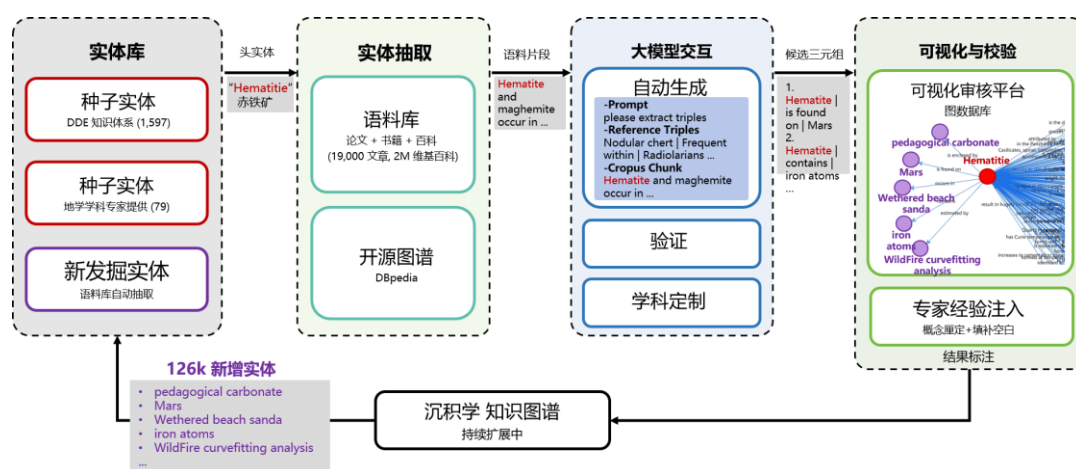 实体库
种子实体
DDE 知识体系 (1,597)
种子实体
地学学科专家提供 (79)
新发掘实体
语料库自动抽取
头实体
"Hematitie"
赤铁矿
实体抽取
语料库
论文 + 书籍 + 百科
(19,000 文章, 2M 维基百科)
开源图谱
DBpedia
语料片段
Hematite
and
maghemite
occur in ...
大模型交互
自动生成
-Prompt
please extract triples
-Reference Triples
Nodular chert | Frequent
within | Radiolarians ...
-Cropus Chunk
Hematite and maghemite
occur in ...
验证
学科定制
候选三元组
1.
Hematite |
is found
on | Mars
2.
Hematite |
contains |
iron atoms
...
可视化与校验
可视化审核平台
图数据库
pedagogical carbonate
Hematitie
is enclosed by
Mars
is found on
occurs in
Wethered beach
sanda
estimated by
iron
atoms
WildFire curvefitting
analysis
专家经验注入
概念厘定+填补空白
结果标注
沉积学 知识图谱
持续扩展中
126k 新增实体
• pedagogical carbonate
• Mars
• Wethered beach sanda
• iron atoms
• WildFire curvefitting analysis
...